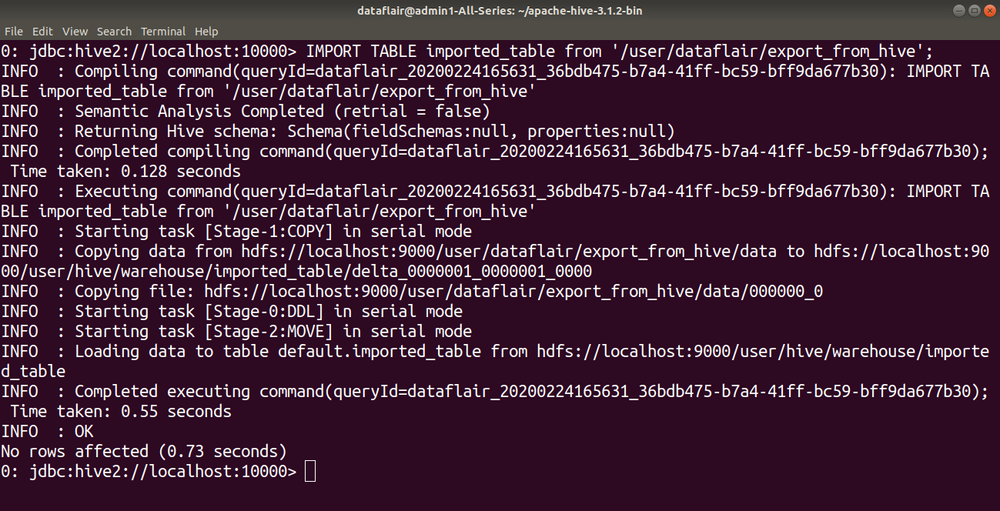 dataflair@admin1-All-Series: ~/apache-hive-3.1.2-bin
File Edit View Search Terminal Help
0: jdbc:hive2://localhost:10000> IMPORT TABLE imported_table from '/user/dataflair/export_from_hive';
INFO  : Compiling command(queryId=dataflair_20200224165631_36bdb475-b7a4-41ff-bc59-bff9da677b30): IMPORT TA
BLE imported_table from '/user/dataflair/export_from_hive'
INFO  : Semantic Analysis Completed (retrial = false)
INFO  : Returning Hive schema: Schema(fieldSchemas:null, properties:null)
INFO  : Completed compiling command(queryId=dataflair_20200224165631_36bdb475-b7a4-41ff-bc59-bff9da677b30);
 Time taken: 0.128 seconds
INFO  : Executing command(queryId=dataflair_20200224165631_36bdb475-b7a4-41ff-bc59-bff9da677b30): IMPORT TA
BLE imported_table from '/user/dataflair/export_from_hive'
INFO  : Starting task [Stage-1:COPY] in serial mode
INFO  : Copying data from hdfs://localhost:9000/user/dataflair/export_from_hive/data to hdfs://localhost:90
00/user/hive/warehouse/imported_table/delta_0000001_0000001_0000
INFO  : Copying file: hdfs://localhost:9000/user/dataflair/export_from_hive/data/000000_0
INFO  : Starting task [Stage-0:DDL] in serial mode
INFO  : Starting task [Stage-2:MOVE] in serial mode
INFO  : Loading data to table default.imported_table from hdfs://localhost:9000/user/hive/warehouse/importe
d_table
INFO  : Completed executing command(queryId=dataflair_20200224165631_36bdb475-b7a4-41ff-bc59-bff9da677b30);
 Time taken: 0.55 seconds
INFO  : OK
No rows affected (0.73 seconds)
0: jdbc:hive2://localhost:10000>